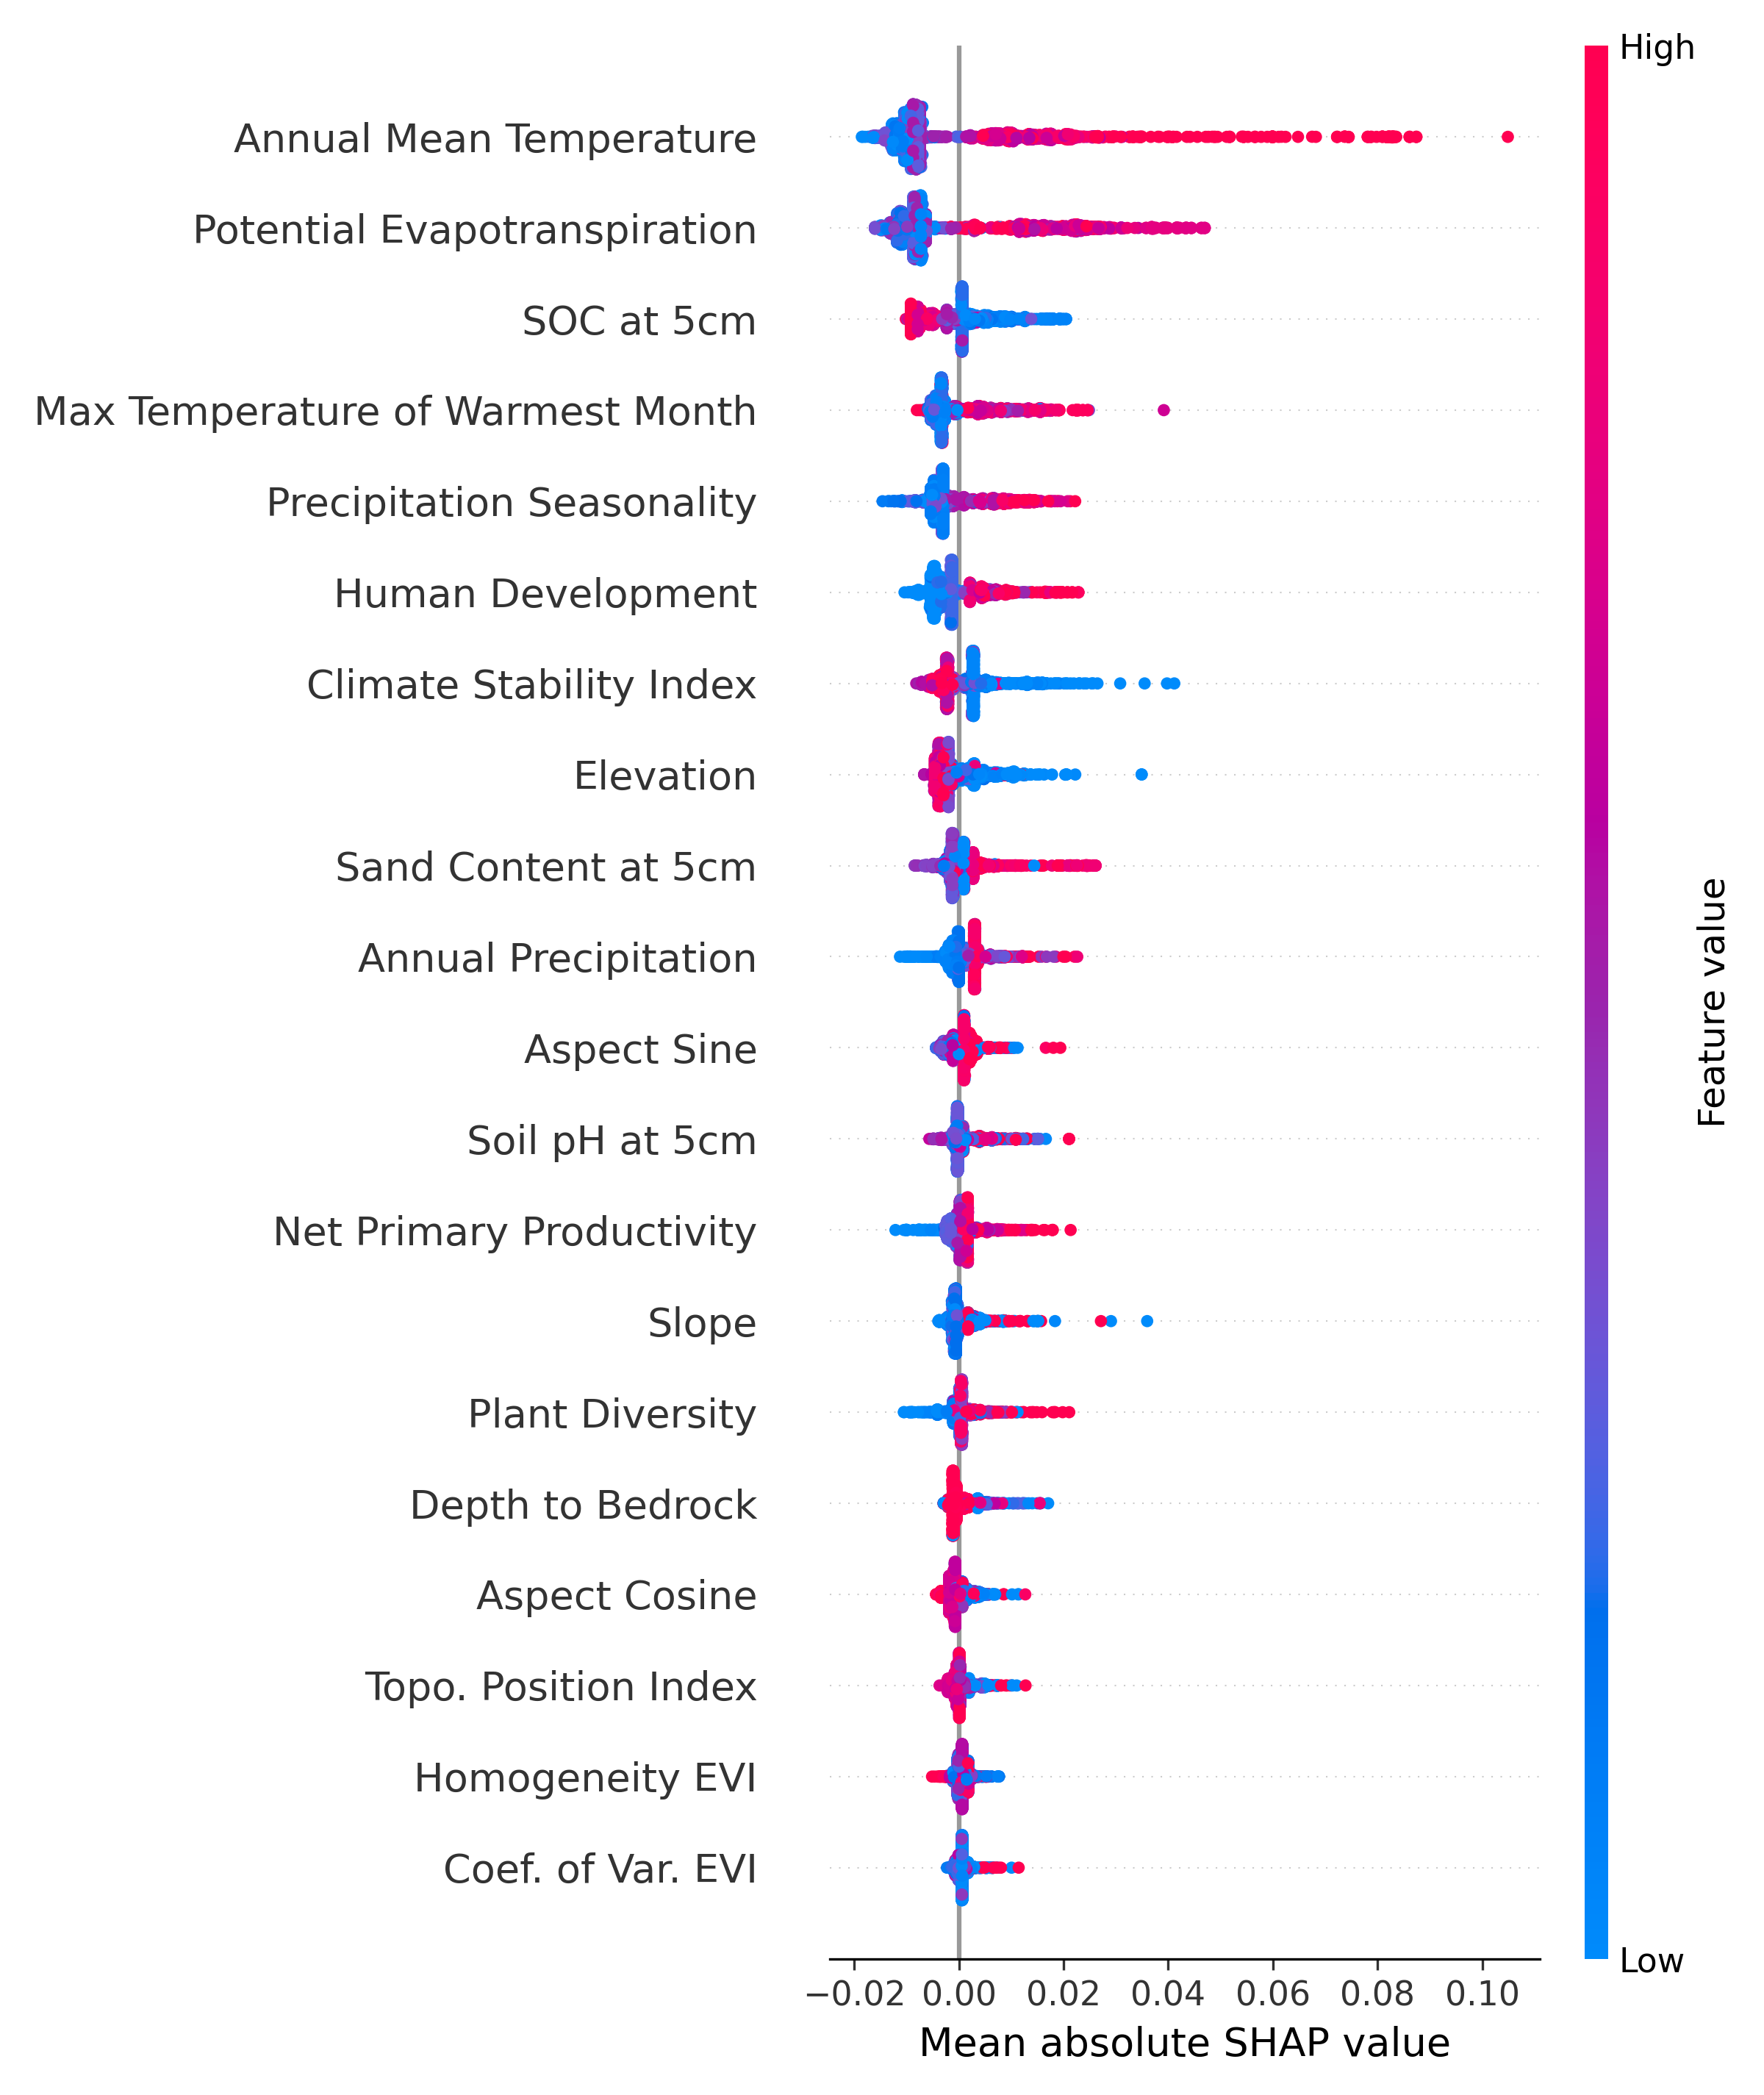 High
Annual Mean Temperature
Potential Evapotranspiration
SOC at 5cm
Max Temperature of Warmest Month
Precipitation Seasonality
Human Development
Climate Stability Index
Elevation
Sand Content at 5cm
Annual Precipitation
Aspect Sine
Soil pH at 5cm
Net Primary Productivity
Slope
Plant Diversity
Depth to Bedrock
Aspect Cosine
Topo. Position Index
Homogeneity EVI
Coef. of Var. EVI
Feature value
Low
−0.02 0.00 0.02 0.04 0.06 0.08 0.10
Mean absolute SHAP value